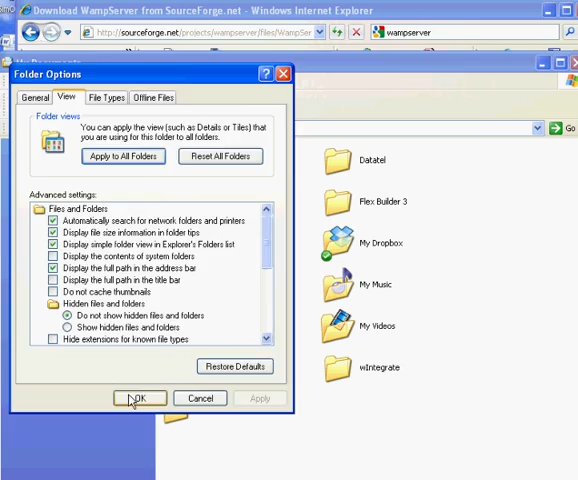 Download WampServer from SourceForge.net - Windows Internet Explorer
http://sourceforge.net/projects/wampserver/files/WampSer
wampserver
Folder Options
General View File Types Offline Files
Go
Folder views
You can apply the view (such as Details or Tiles) that
you are using for this folder to all folders.
Apply to All Folders Reset All Folders
Datatel
Advanced settings:
Flex Builder 3
Files and Folders
Automatically search for network folders and printers
Display file size information in folder tips
Display simple folder view in Explorer's Folders list
My Dropbox
Display the contents of system folders
Display the full path in the address bar
Display the full path in the title bar
My Music
Do not cache thumbnails
Hidden files and folders
Do not show hidden files and folders
Show hidden files and folders
My Videos
Hide extensions for known file types
Restore Defaults
wIntegrate
OK Cancel Apply